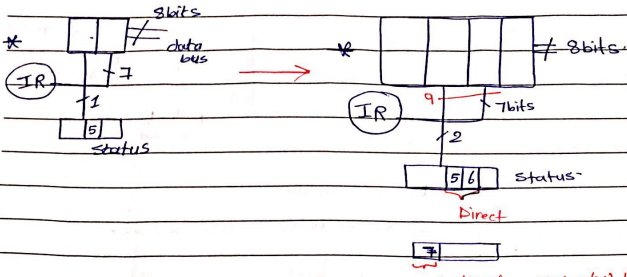 8bits
* data bus
7
IR
1
5
status
* 8bits
9
7bits
IR
2
5 6 status
Direct
7